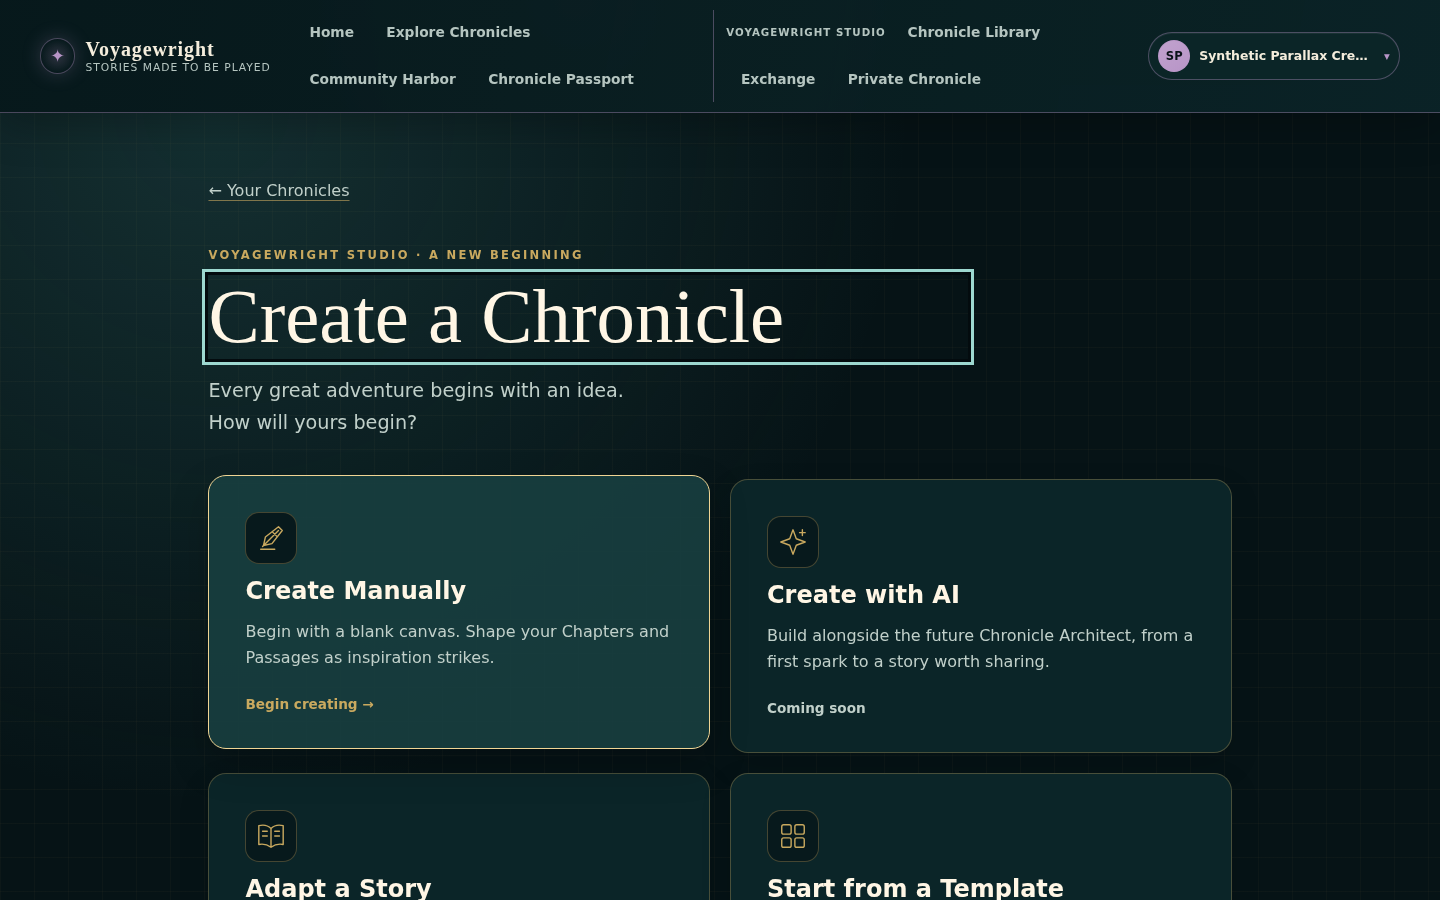 Voyagewright
STORIES MADE TO BE PLAYED
Home
Explore Chronicles
Community Harbor
Chronicle Passport
VOYAGEWRIGHT STUDIO
Chronicle Library
Exchange
Private Chronicle
SP
Synthetic Parallax Cre...
← Your Chronicles
VOYAGEWRIGHT STUDIO · A NEW BEGINNING
Create a Chronicle
Every great adventure begins with an idea.
How will yours begin?
Create Manually
Begin with a blank canvas. Shape your Chapters and
Passages as inspiration strikes.
Begin creating →
Create with AI
Build alongside the future Chronicle Architect, from a
first spark to a story worth sharing.
Coming soon
Adapt a Story
Start from a Template